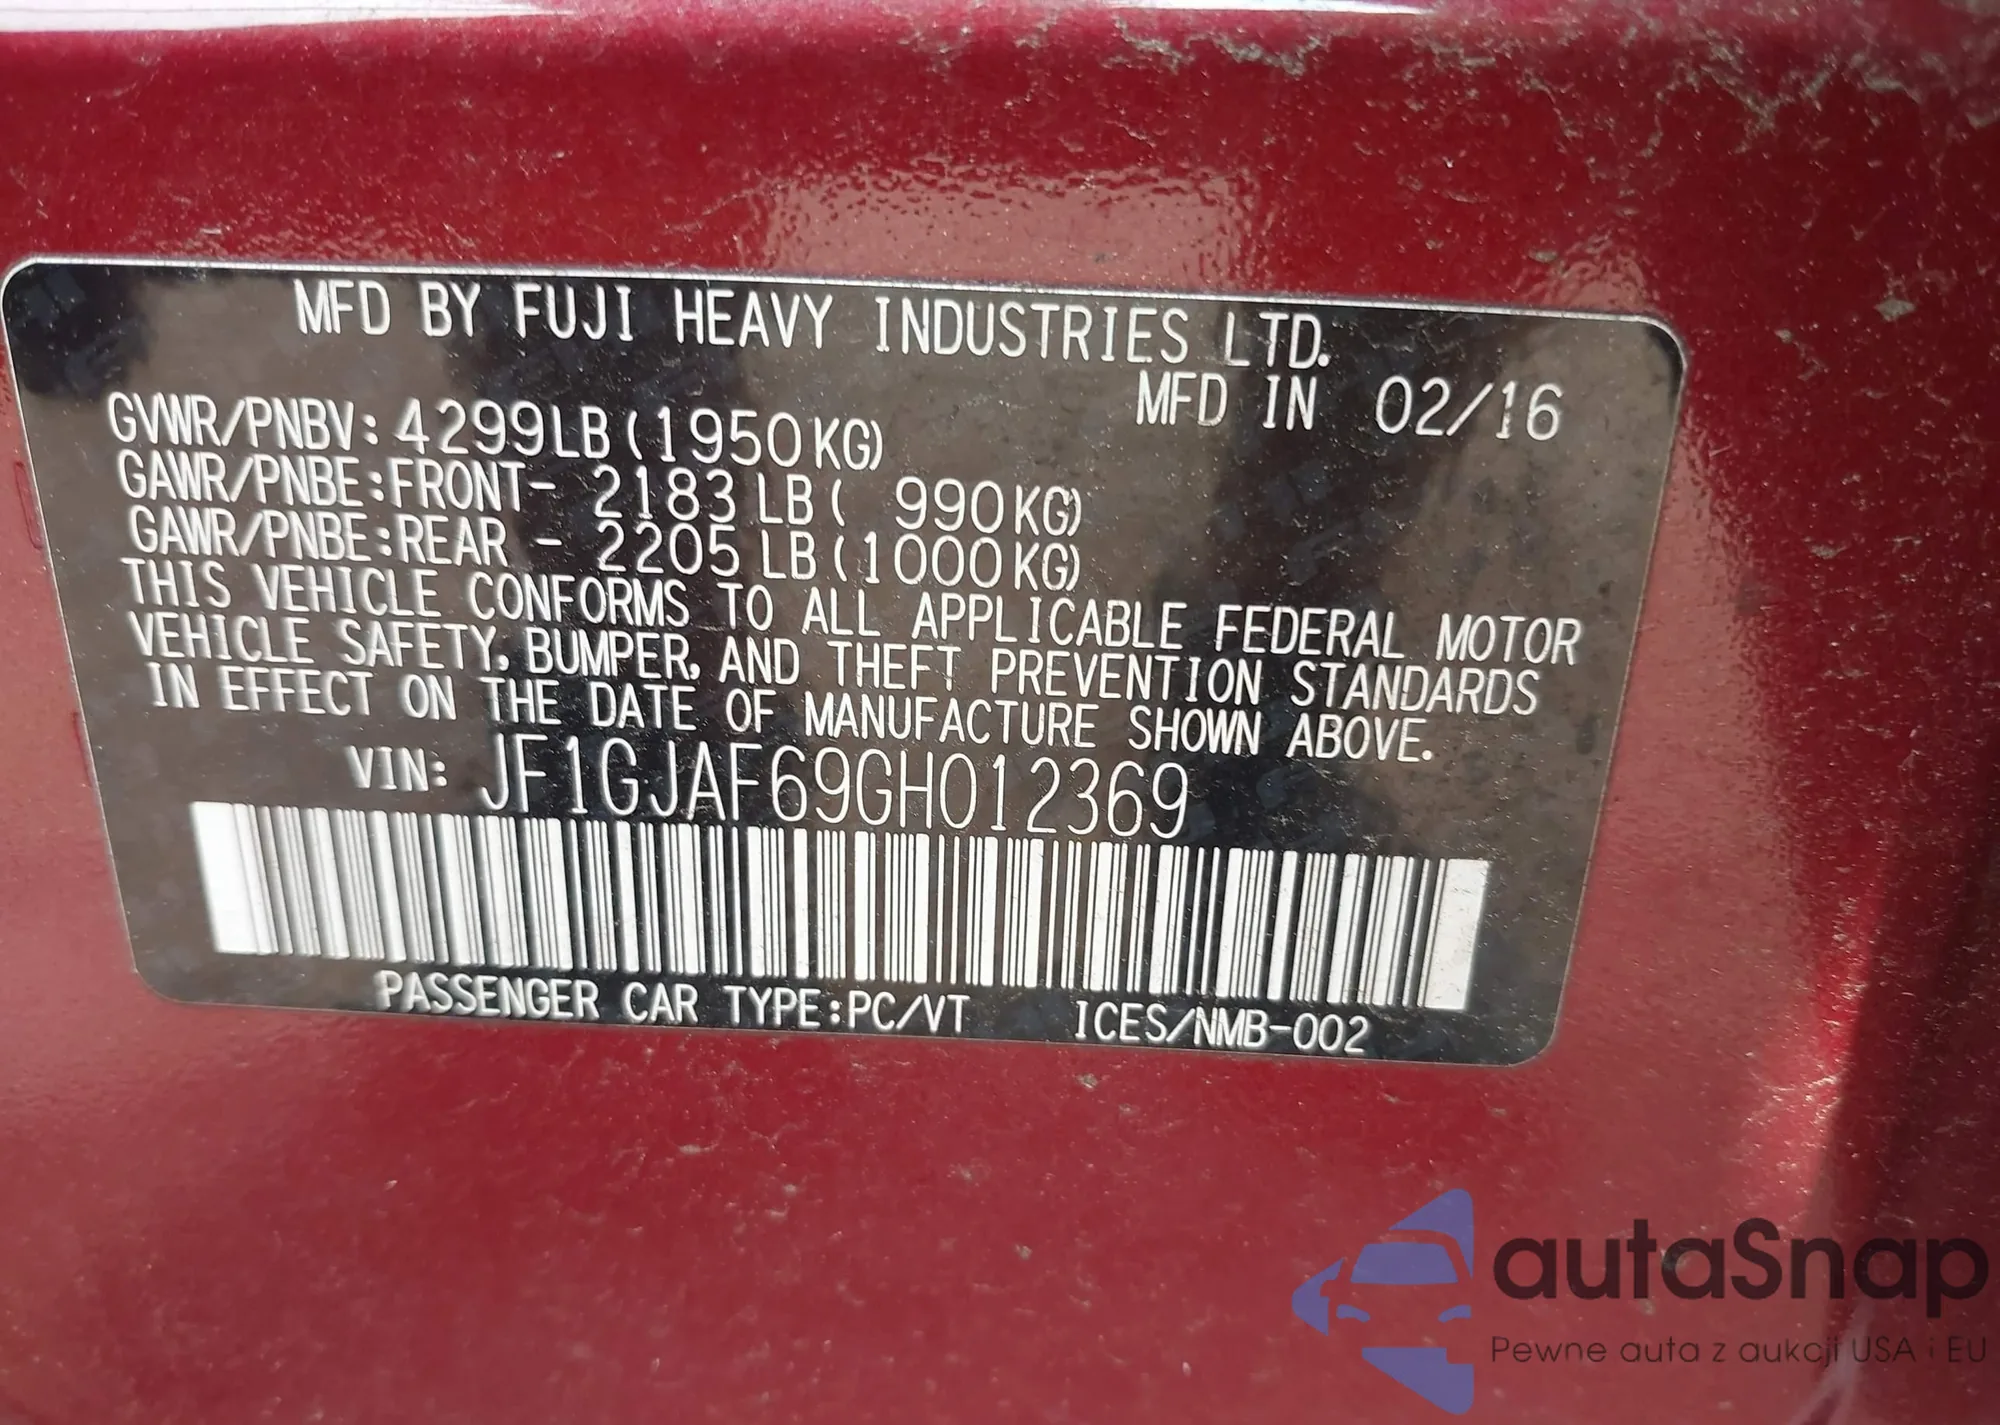 MFD BY FUJI HEAVY INDUSTRIES LTD.
MFD IN 02/16
GVWR/PNBV:4299LB(1950KG)
GAWR/PNBE:FRONT- 2183LB( 990KG)
GAWR/PNBE:REAR - 2205LB(1000KG)
THIS VEHICLE CONFORMS TO ALL APPLICABLE FEDERAL MOTOR
VEHICLE SAFETY, BUMPER, AND THEFT PREVENTION STANDARDS
IN EFFECT ON THE DATE OF MANUFACTURE SHOWN ABOVE.
VIN: JF1GJAF69GH012369
PASSENGER CAR TYPE:PC/VT ICES/NMB-002
autaSnap
Pewne auta z aukcji USA i EU